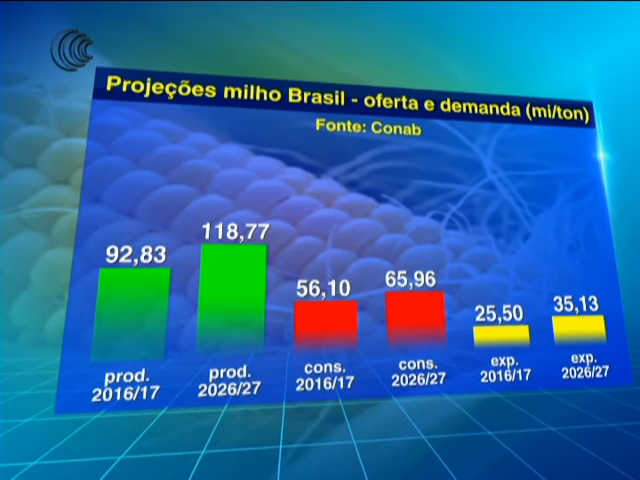 Projeções milho Brasil - oferta e demanda (mi/ton)
Fonte: Conab
92,83
118,77
56,10
65,96
25,50
35,13
prod.
2016/17
prod.
2026/27
cons.
2016/17
cons.
2026/27
exp.
2016/17
exp.
2026/27